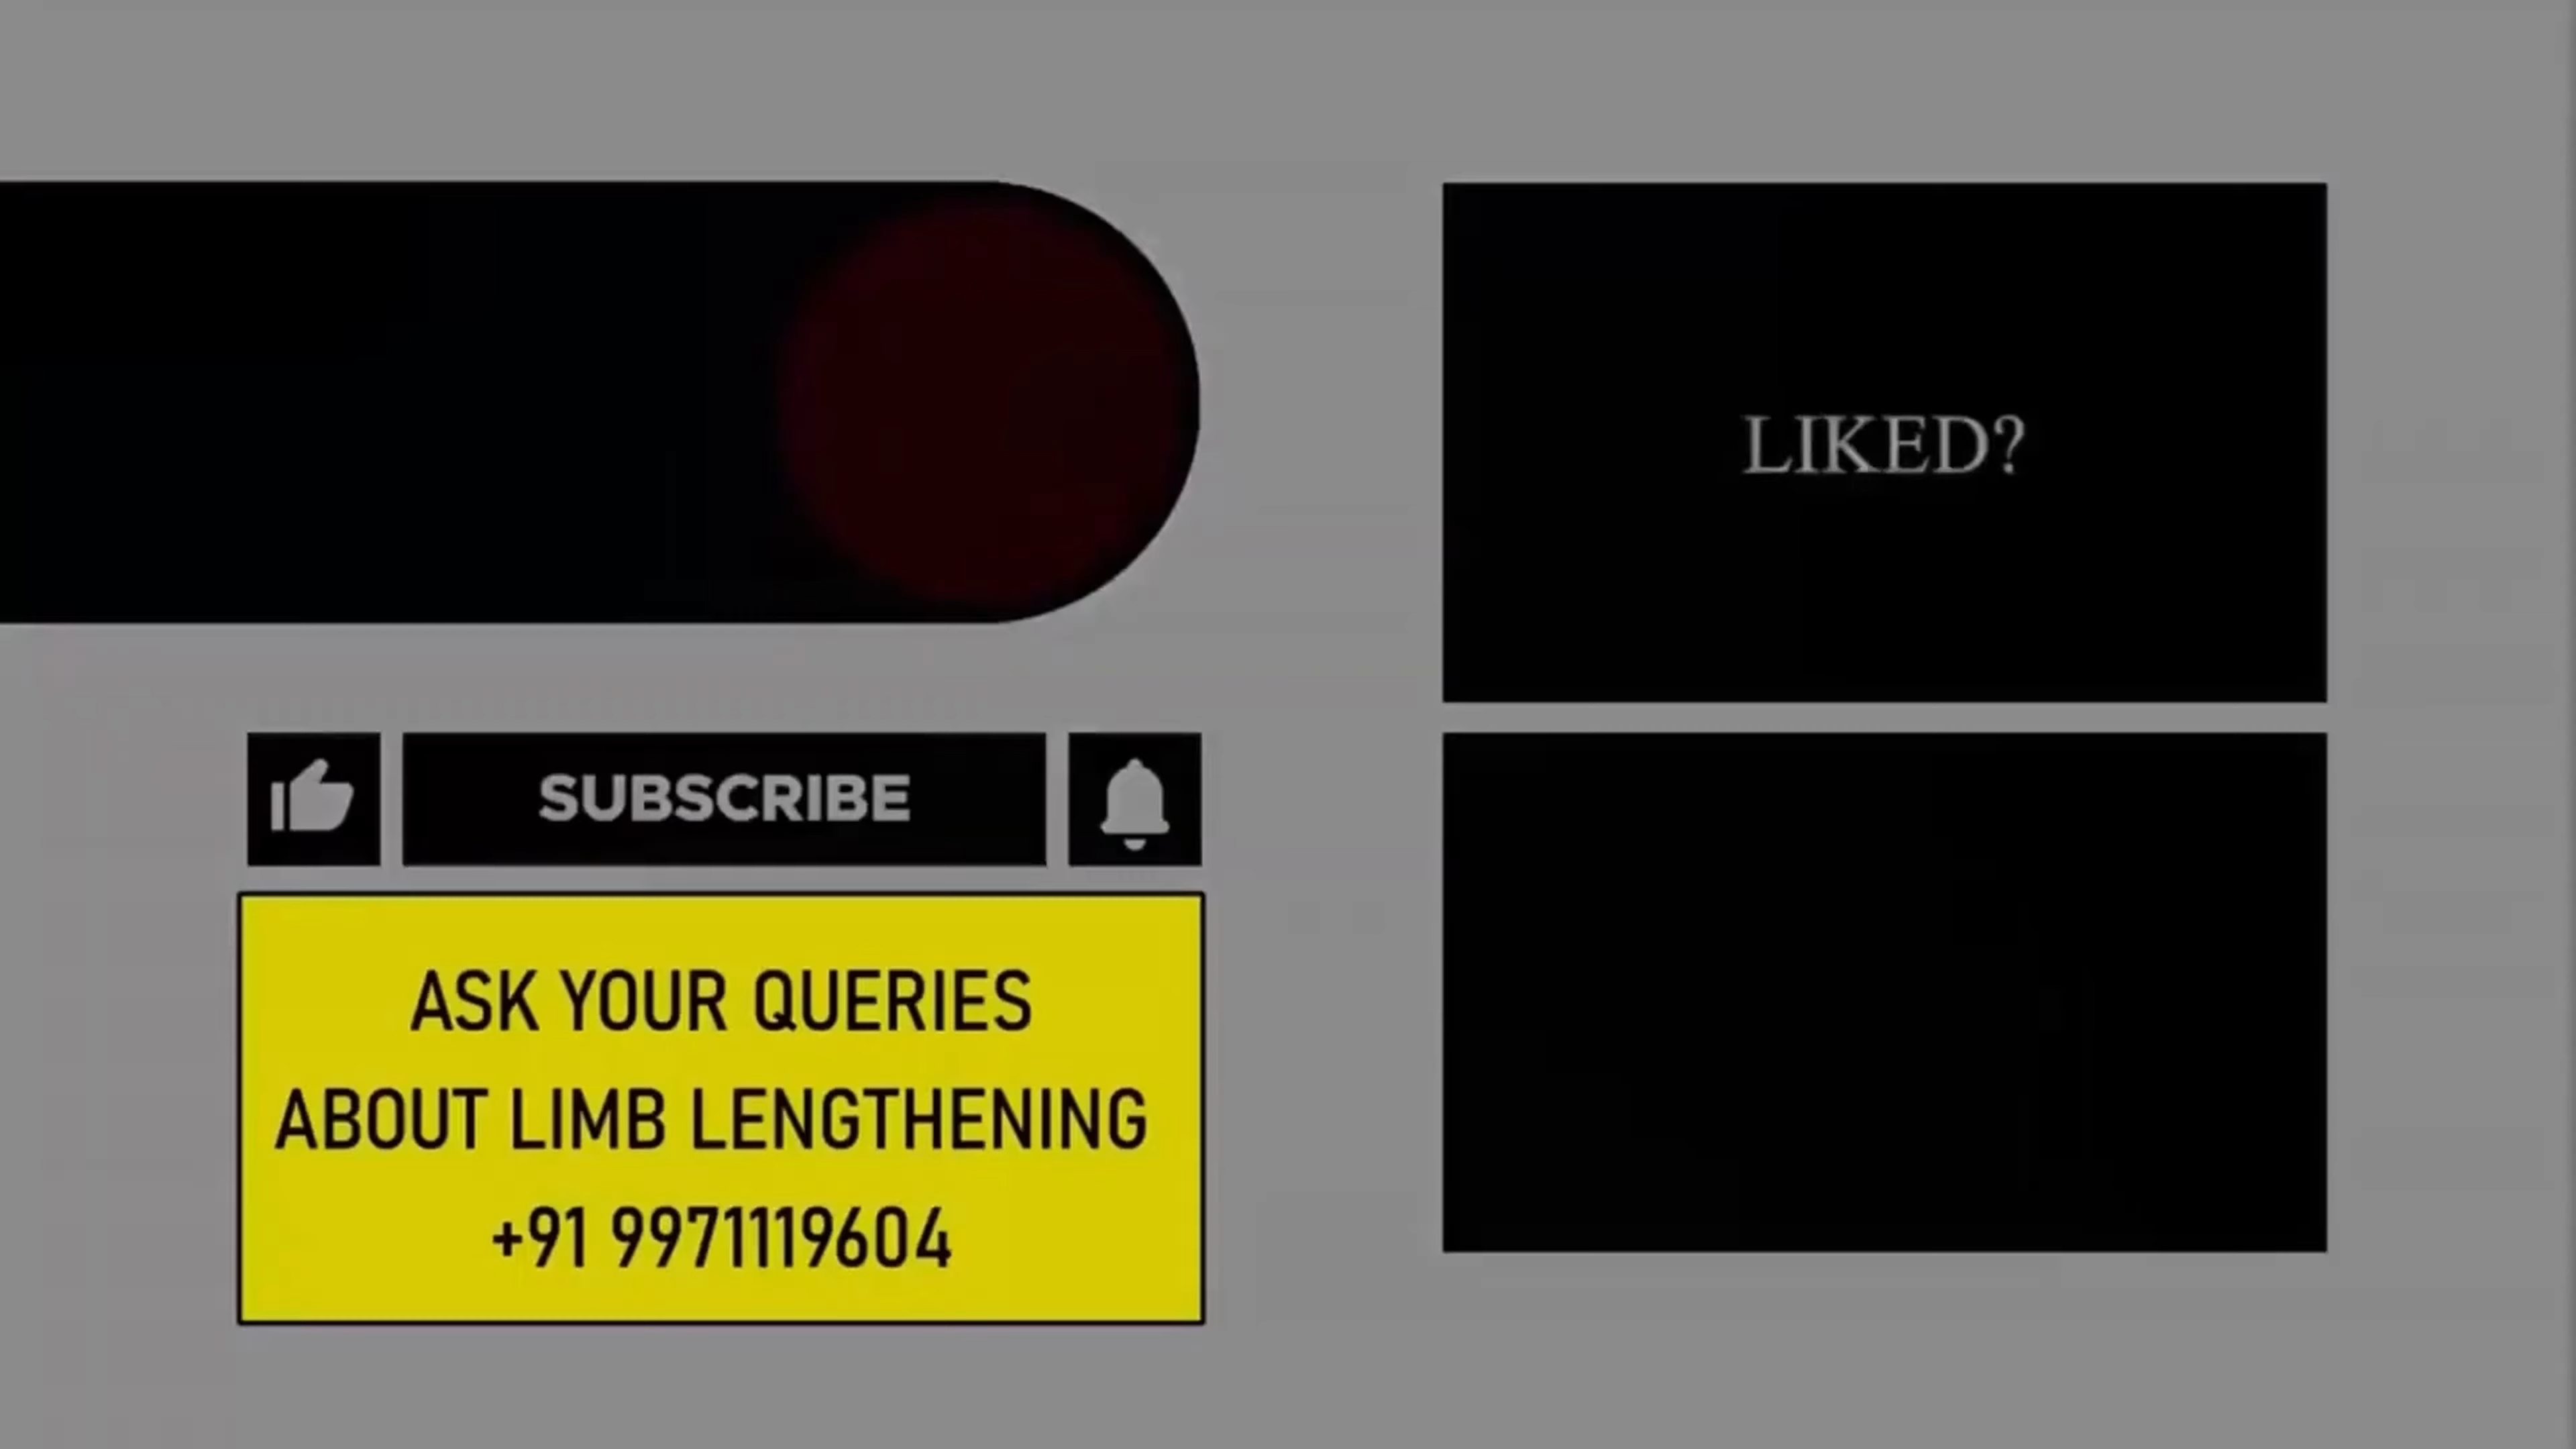 LIKED?
SUBSCRIBE
ASK YOUR QUERIES
ABOUT LIMB LENGTHENING
+91 9971119604